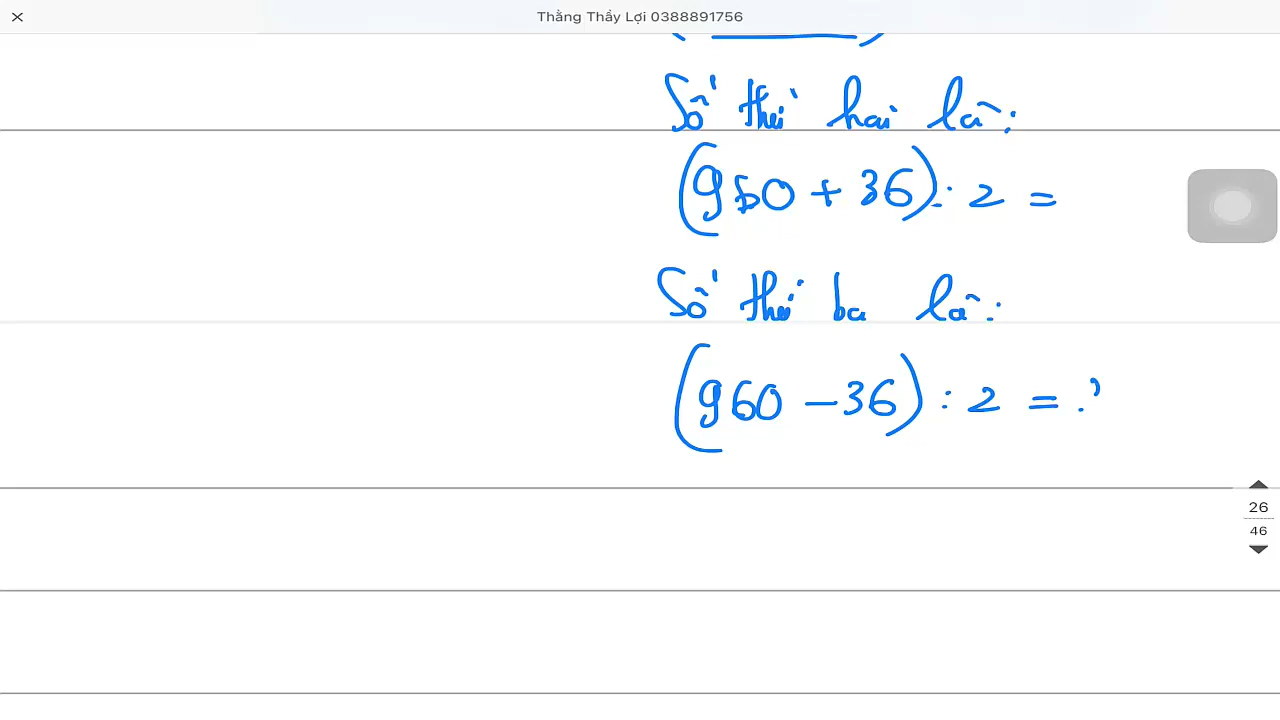 Thằng Thầy Lợi 0388891756
Số thứ hai là:
(960 + 36) : 2 =
Số thứ ba là:
(960 - 36) : 2 = ?
26
46